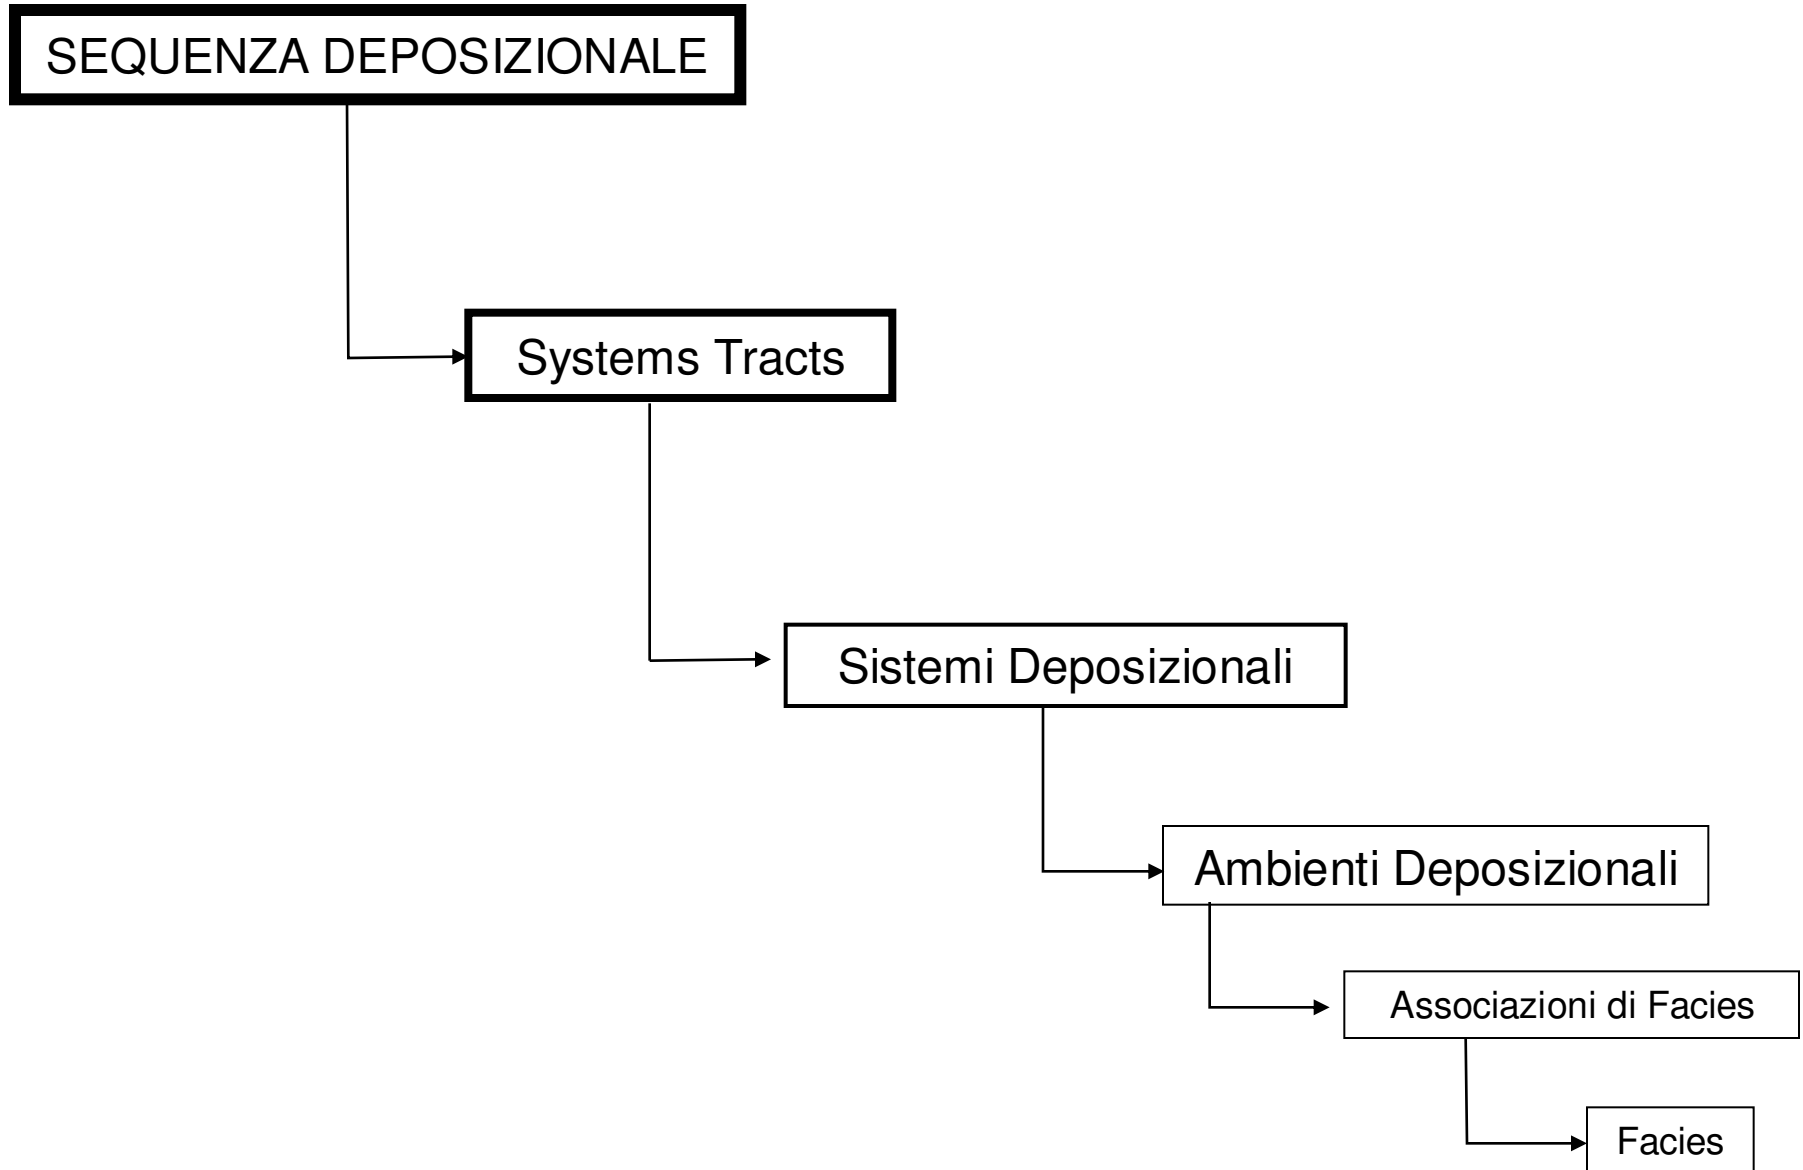 SEQUENZA DEPOSIZIONALE
Systems Tracts
Sistemi Deposizionali
Ambienti Deposizionali
Associazioni di Facies
Facies